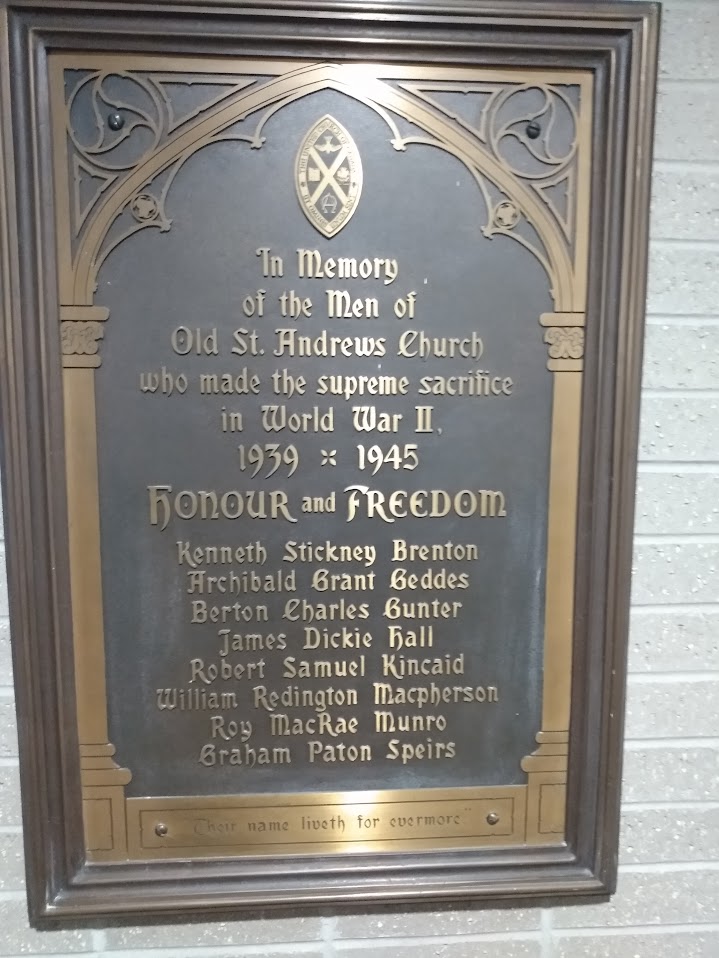 In Memory
of the Men of
Old St. Andrews Church
who made the supreme sacrifice
in World War II,
1939 1945
HONOUR and FREEDOM
Kenneth Stickney Brenton
Archibald Grant Geddes
Berton Charles Gunter
James Dickie Hall
Robert Samuel Kincaid
William Redington Macpherson
Roy MacRae Munro
Graham Paton Speirs
"Their name liveth for evermore"